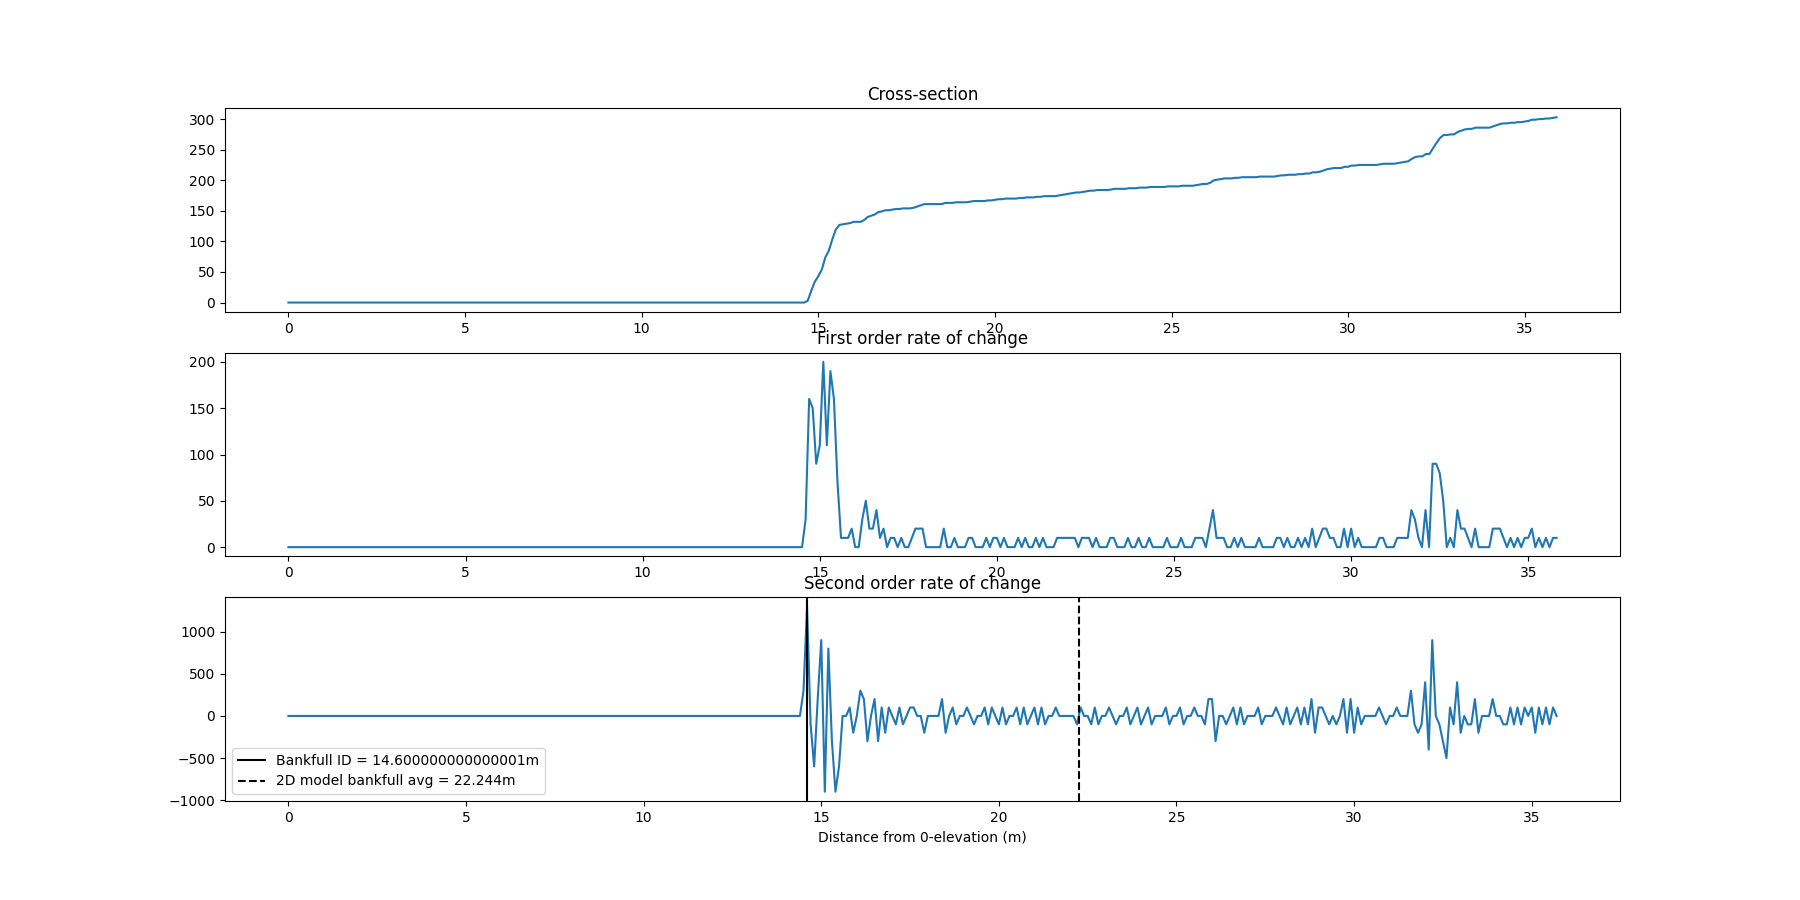 Cross-section
300
250
200
150
100
50
0
0 5 10 15 20 25 30 35
First order rate of change
200
150
100
50
0
0 5 10 15 20 25 30 35
Second order rate of change
1000
500
0
−500
−1000
Bankfull ID = 14.600000000000001m
2D model bankfull avg = 22.244m
0 5 10 15 20 25 30 35
Distance from 0-elevation (m)